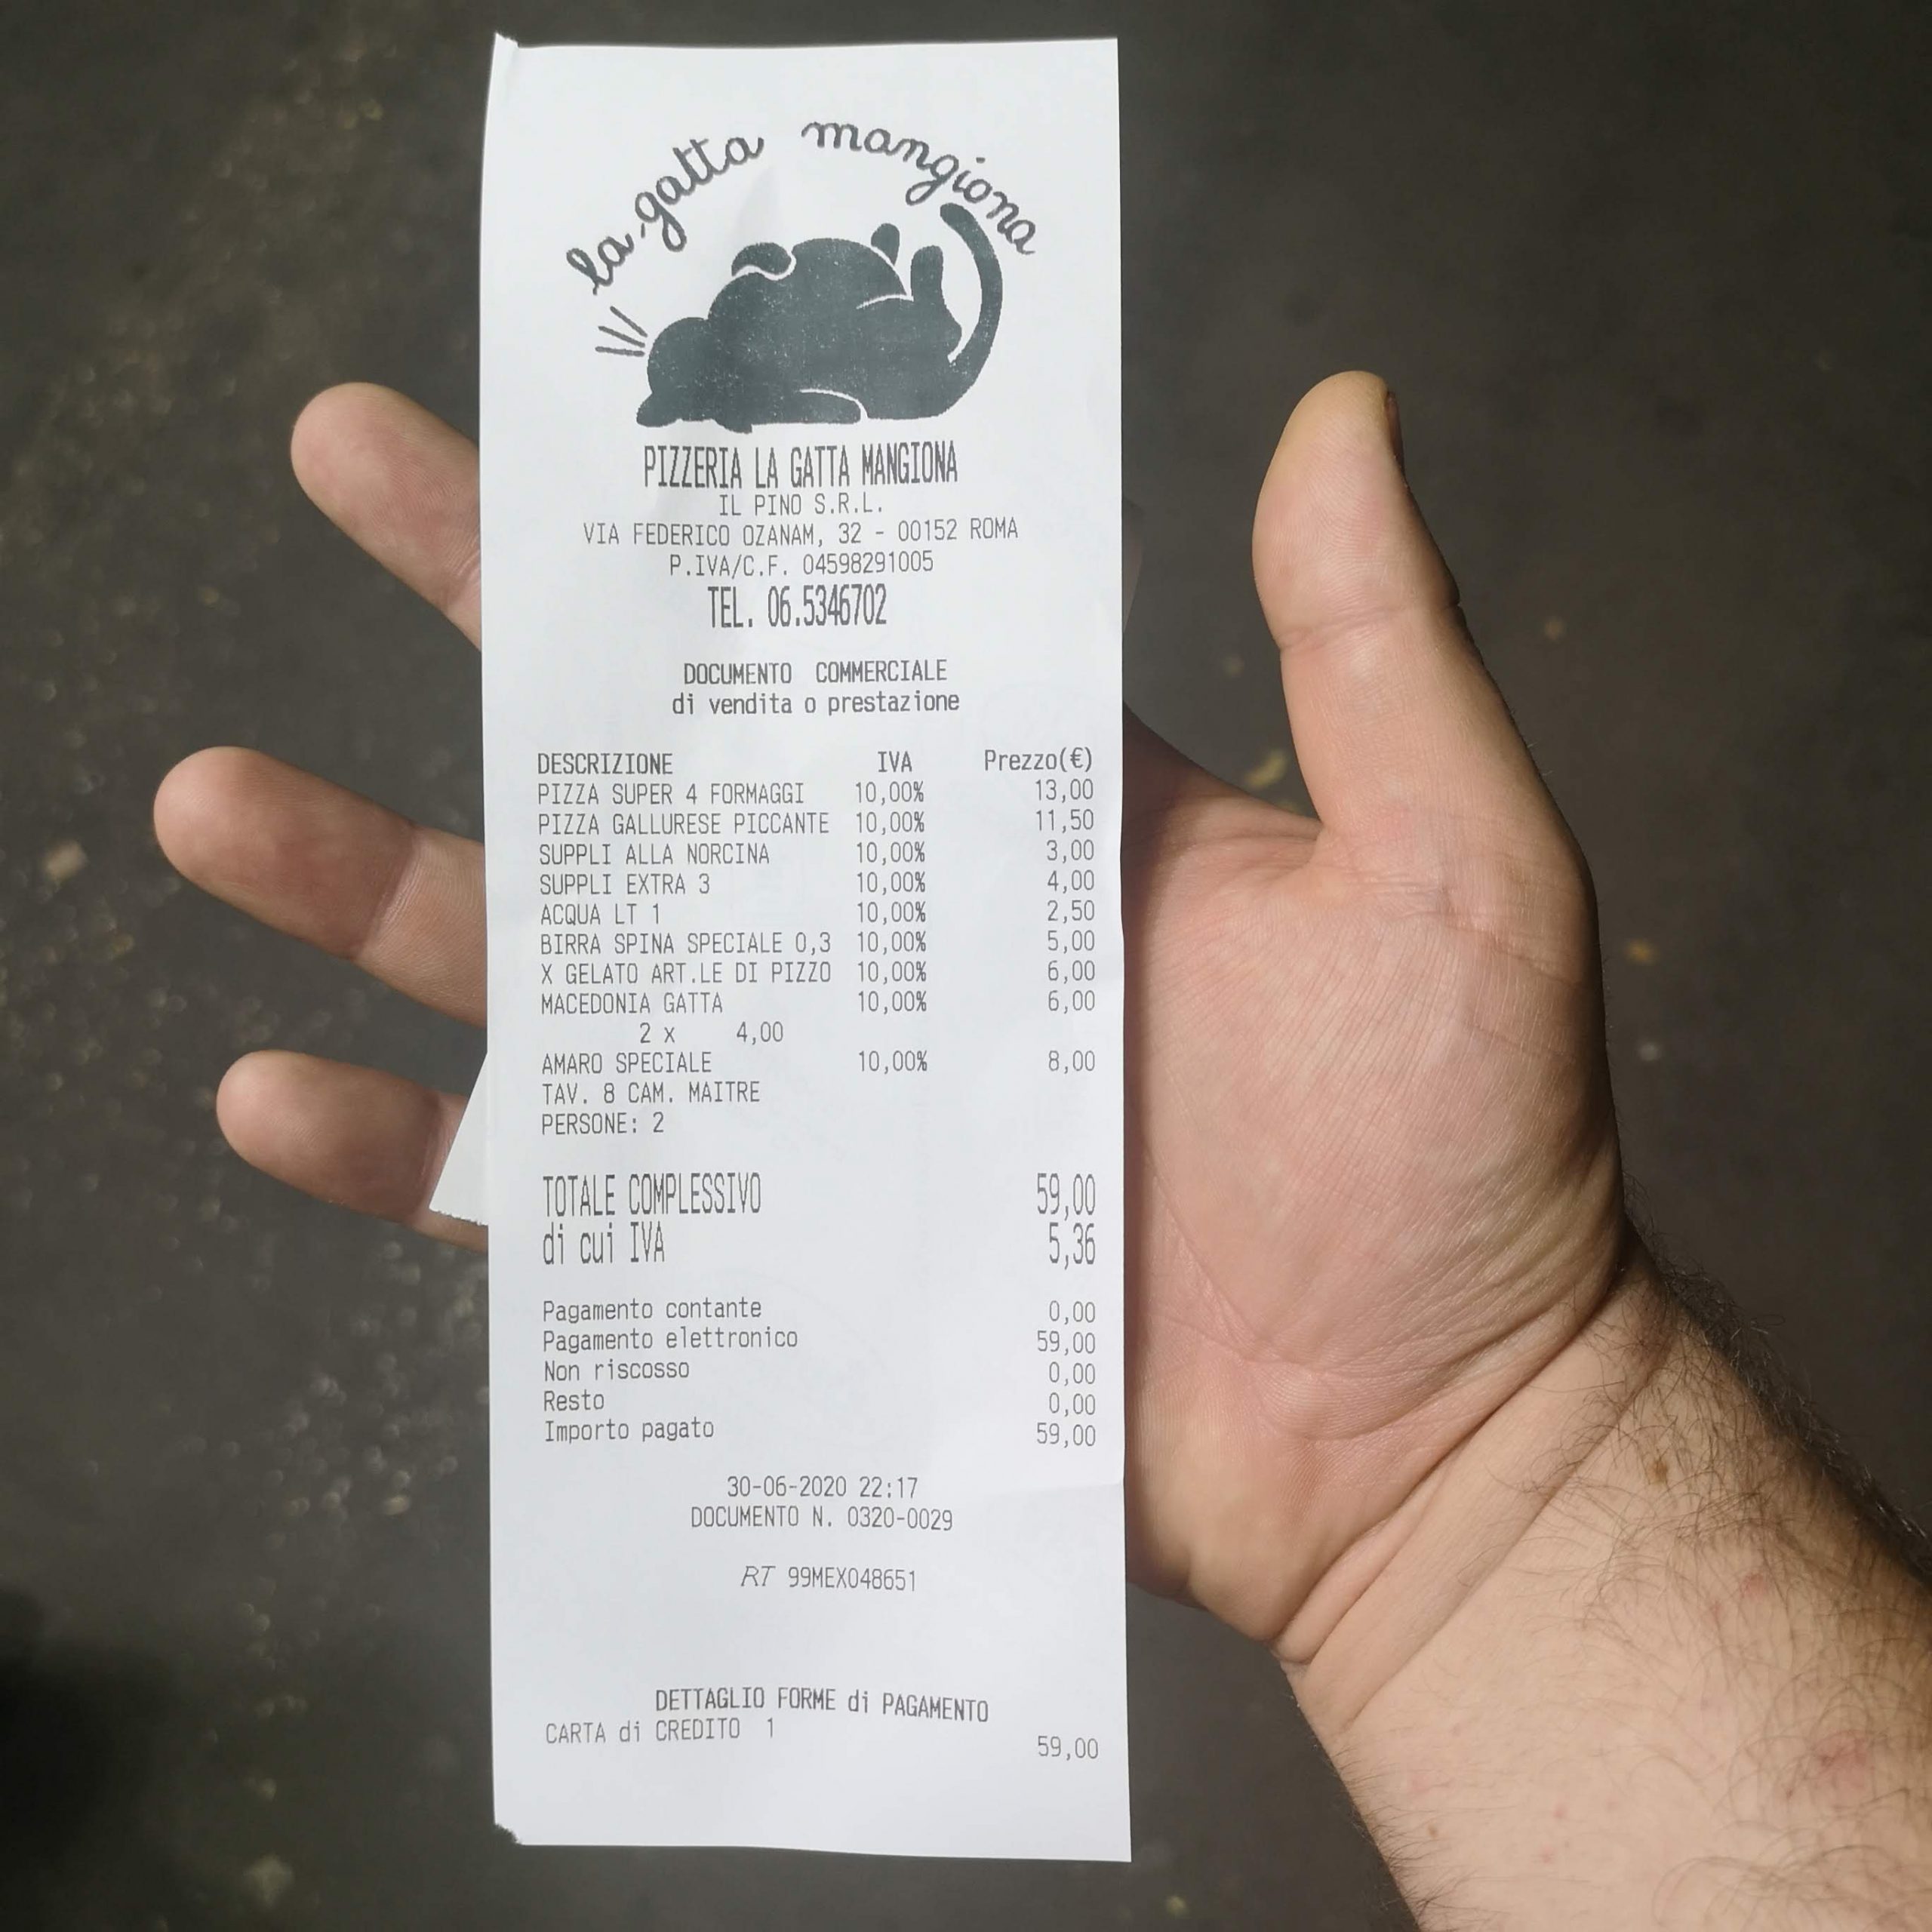 la gatta mangiona
PIZZERIA LA GATTA MANGIONA
IL PINO S.R.L.
VIA FEDERICO OZANAM, 32 - 00152 ROMA
P.IVA/C.F. 04598291005
TEL. 06.5346702
DOCUMENTO COMMERCIALE
di vendita o prestazione
DESCRIZIONE IVA Prezzo(€)
PIZZA SUPER 4 FORMAGGI 10,00% 13,00
PIZZA GALLURESE PICCANTE 10,00% 11,50
SUPPLI ALLA NORCINA 10,00% 3,00
SUPPLI EXTRA 3 10,00% 4,00
ACQUA LT 1 10,00% 2,50
BIRRA SPINA SPECIALE 0,3 10,00% 5,00
X GELATO ART.LE DI PIZZO 10,00% 6,00
MACEDONIA GATTA 10,00% 6,00
2 x 4,00
AMARO SPECIALE 10,00% 8,00
TAV. 8 CAM. MAITRE
PERSONE: 2
TOTALE COMPLESSIVO 59,00
di cui IVA 5,36
Pagamento contante 0,00
Pagamento elettronico 59,00
Non riscosso 0,00
Resto 0,00
Importo pagato 59,00
30-06-2020 22:17
DOCUMENTO N. 0320-0029
RT 99MEX048651
DETTAGLIO FORME di PAGAMENTO
CARTA di CREDITO 1 59,00